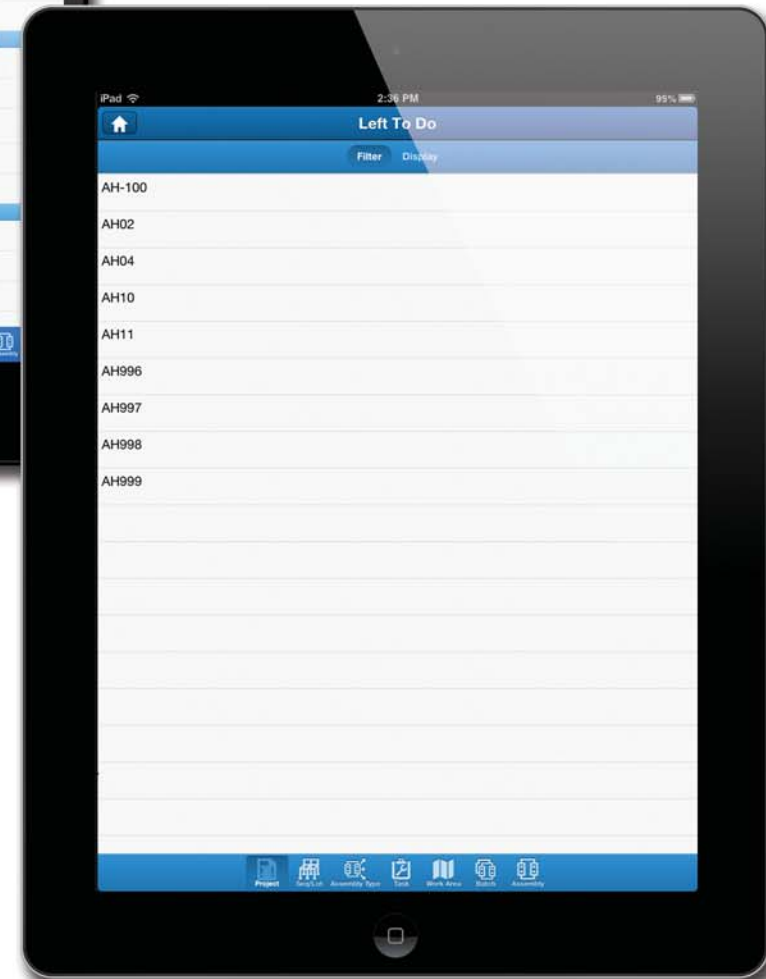 iPad 2:36 PM 95%
Left To Do
Filter Display
AH-100
AH02
AH04
AH10
AH11
AH996
AH997
AH998
AH999
Project Seq/Lot Assembly Type Task Work Area Batch Assembly